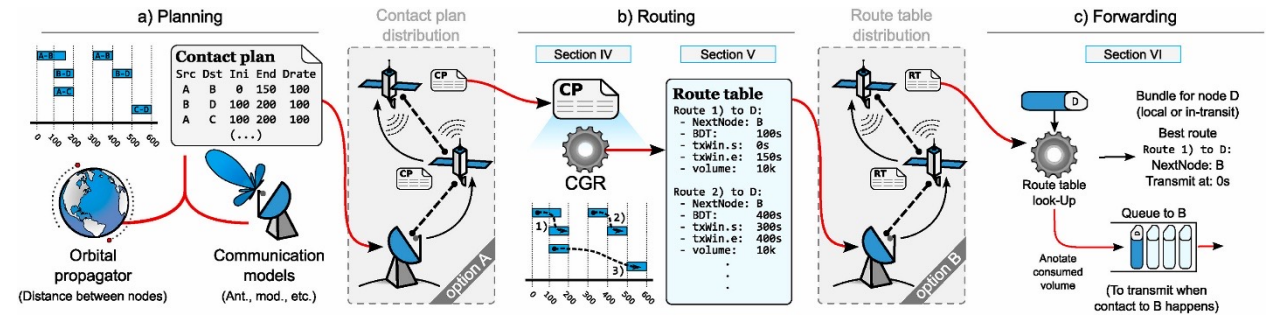 a) Planning
A-B
A-B
B-D
B-D
A-C
C-D
0 100 200 300 400 500 600
Contact plan
Src Dst Ini End Drate
A B 0 150 100
B D 100 200 100
A C 100 200 100
(...)
Orbital
propagator
(Distance between nodes)
Communication
models
(Ant., mod., etc.)
Contact plan
distribution
CP
CP
option A
b) Routing
Section IV
CP
CGR
1)
2)
3)
0 100 200 300 400 500 600
Section V
Route table
Route 1) to D:
- NextNode: B
- BDT: 100s
- txWin.s: 0s
- txWin.e: 150s
- volume: 10k
Route 2) to D:
- NextNode: B
- BDT: 400s
- txWin.s: 300s
- txWin.e: 400s
- volume: 10k
.
.
.
Route table
distribution
RT
RT
option B
c) Forwarding
Section VI
D
Route table
look-Up
Bundle for node D
(local or in-transit)
Best route
Route 1) to D:
NextNode: B
Transmit at: 0s
Anotate
consumed
volume
Queue to B
D
(To transmit when
contact to B happens)